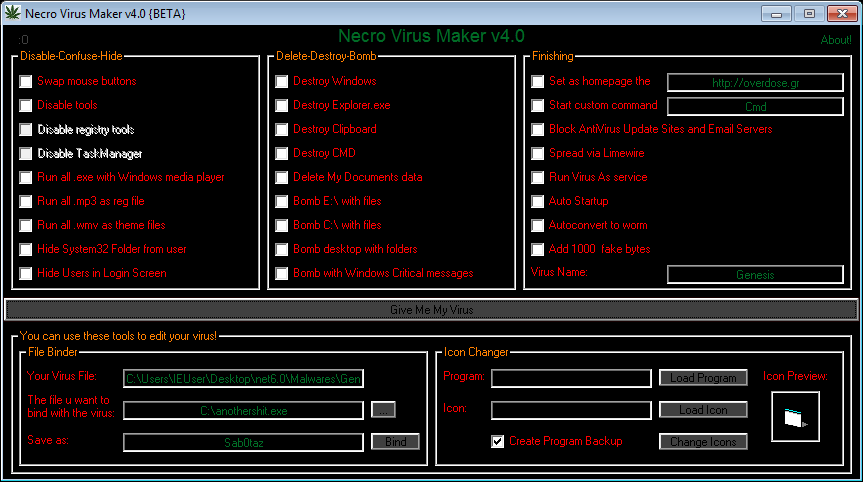 Necro Virus Maker v4.0 {BETA}
:O
Necro Virus Maker v4.0
About!
Disable-Confuse-Hide
Swap mouse buttons
Disable tools
Disable registry tools
Disable TaskManager
Run all .exe with Windows media player
Run all .mp3 as reg file
Run all .wmv as theme files
Hide System32 Folder from user
Hide Users in Login Screen
Delete-Destroy-Bomb
Destroy Windows
Destroy Explorer.exe
Destroy Clipboard
Destroy CMD
Delete My Documents data
Bomb E:\ with files
Bomb C:\ with files
Bomb desktop with folders
Bomb with Windows Critical messages
Finishing
Set as homepage the
http://overdose.gr
Start custom command
Cmd
Block AntiVirus Update Sites and Email Servers
Spread via Limewire
Run Virus As service
Auto Startup
Autoconvert to worm
Add 1000 fake bytes
Virus Name:
Genesis
Give Me My Virus
You can use these tools to edit your virus!
File Binder
Your Virus File:
C:\Users\IEUser\Desktop\net6.0\Malwares\Gen
The file u want to
bind with the virus:
C:\anothershit.exe
...
Save as:
Sab0taz
Bind
Icon Changer
Program:
Load Program
Icon Preview:
Icon:
Load Icon
Create Program Backup
Change Icons